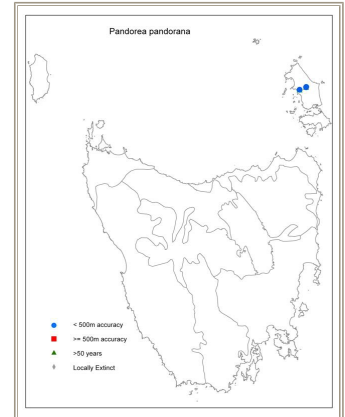 Pandorea pandorana
< 500m accuracy
>= 500m accuracy
>50 years
Locally Extinct